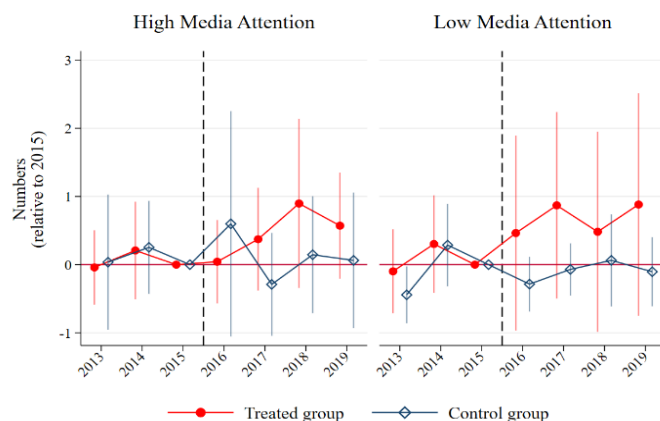 High Media Attention
Low Media Attention
Numbers
(relative to 2015)
3
2
1
0
-1
2013 2014 2015 2016 2017 2018 2019
2013 2014 2015 2016 2017 2018 2019
Treated group
Control group